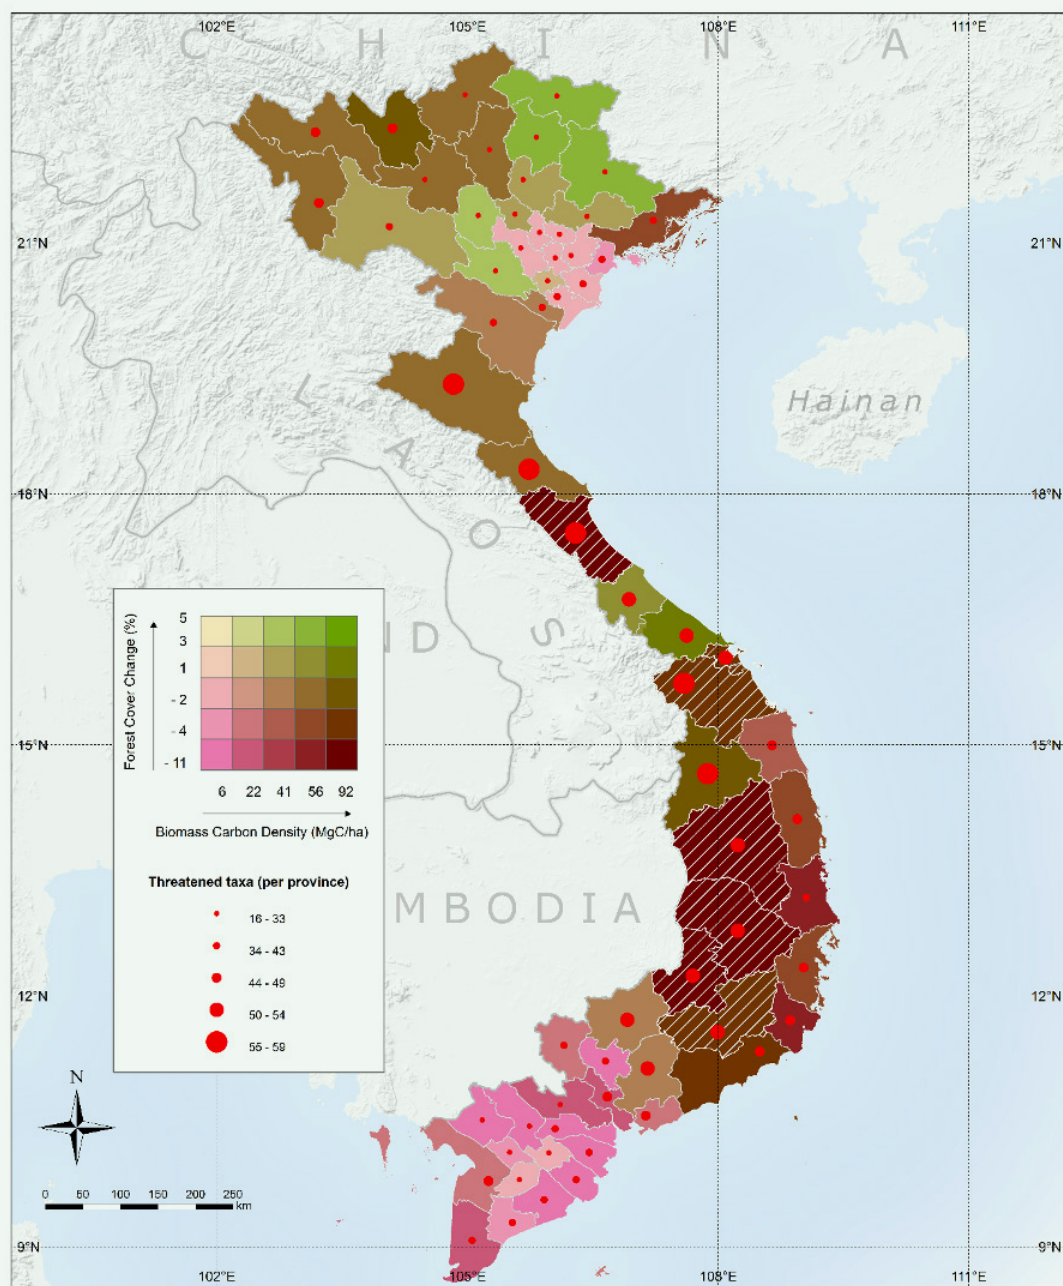 102°E 105°E 108°E 111°E
C H I N A
21°N 21°N
Hainan
L A O S
18°N 18°N
ND
Forest Cover Change (%)
5
3
1
- 2
- 4
- 11
6 22 41 56 92
Biomass Carbon Density (MgC/ha)
15°N 15°N
Threatened taxa (per province)
16 - 33
34 - 43
44 - 49
50 - 54
55 - 59
MBODIA
12°N 12°N
N
0 50 100 150 200 250
km
9°N 9°N
102°E 105°E 108°E 111°E